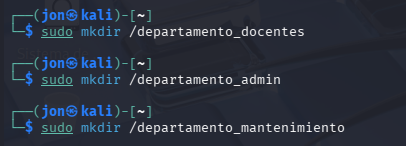 ┌──(jon㉿kali)-[~]
└─$ sudo mkdir /departamento_docentes
┌──(jon㉿kali)-[~]
└─$ sudo mkdir /departamento_admin
┌──(jon㉿kali)-[~]
└─$ sudo mkdir /departamento_mantenimiento